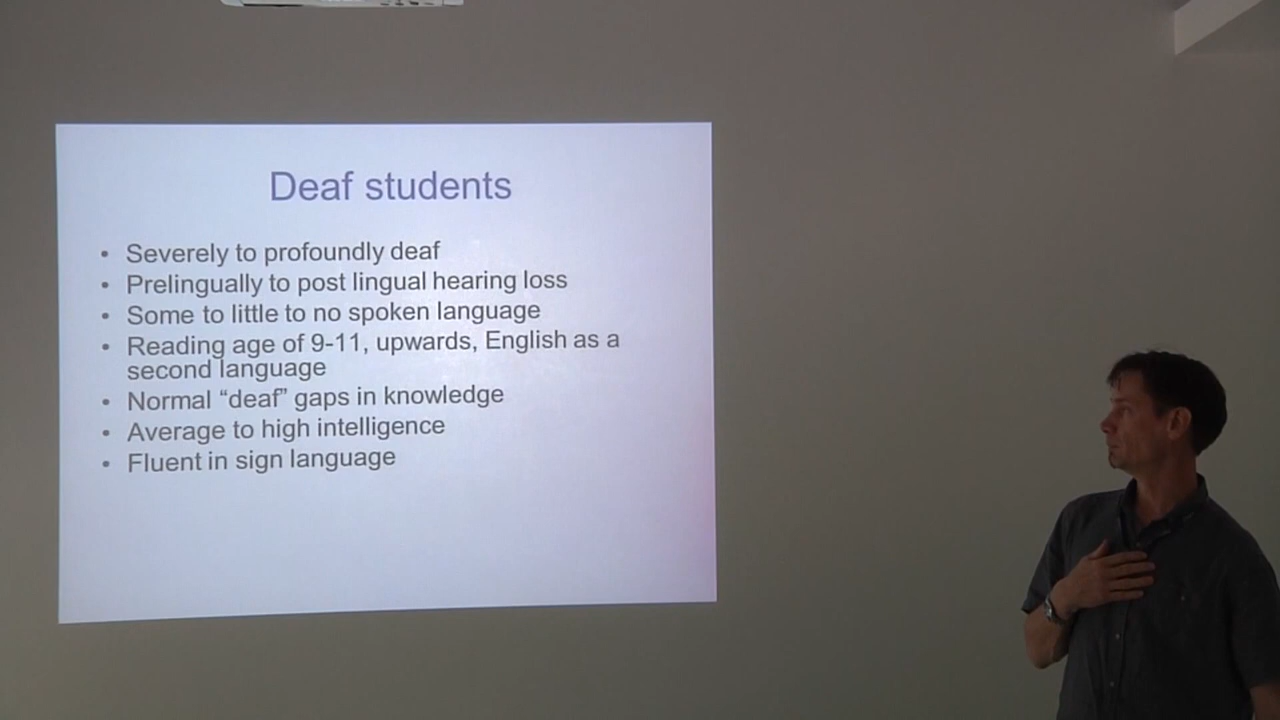 Deaf students
• Severely to profoundly deaf
• Prelingually to post lingual hearing loss
• Some to little to no spoken language
• Reading age of 9-11, upwards, English as a
second language
• Normal “deaf” gaps in knowledge
• Average to high intelligence
• Fluent in sign language